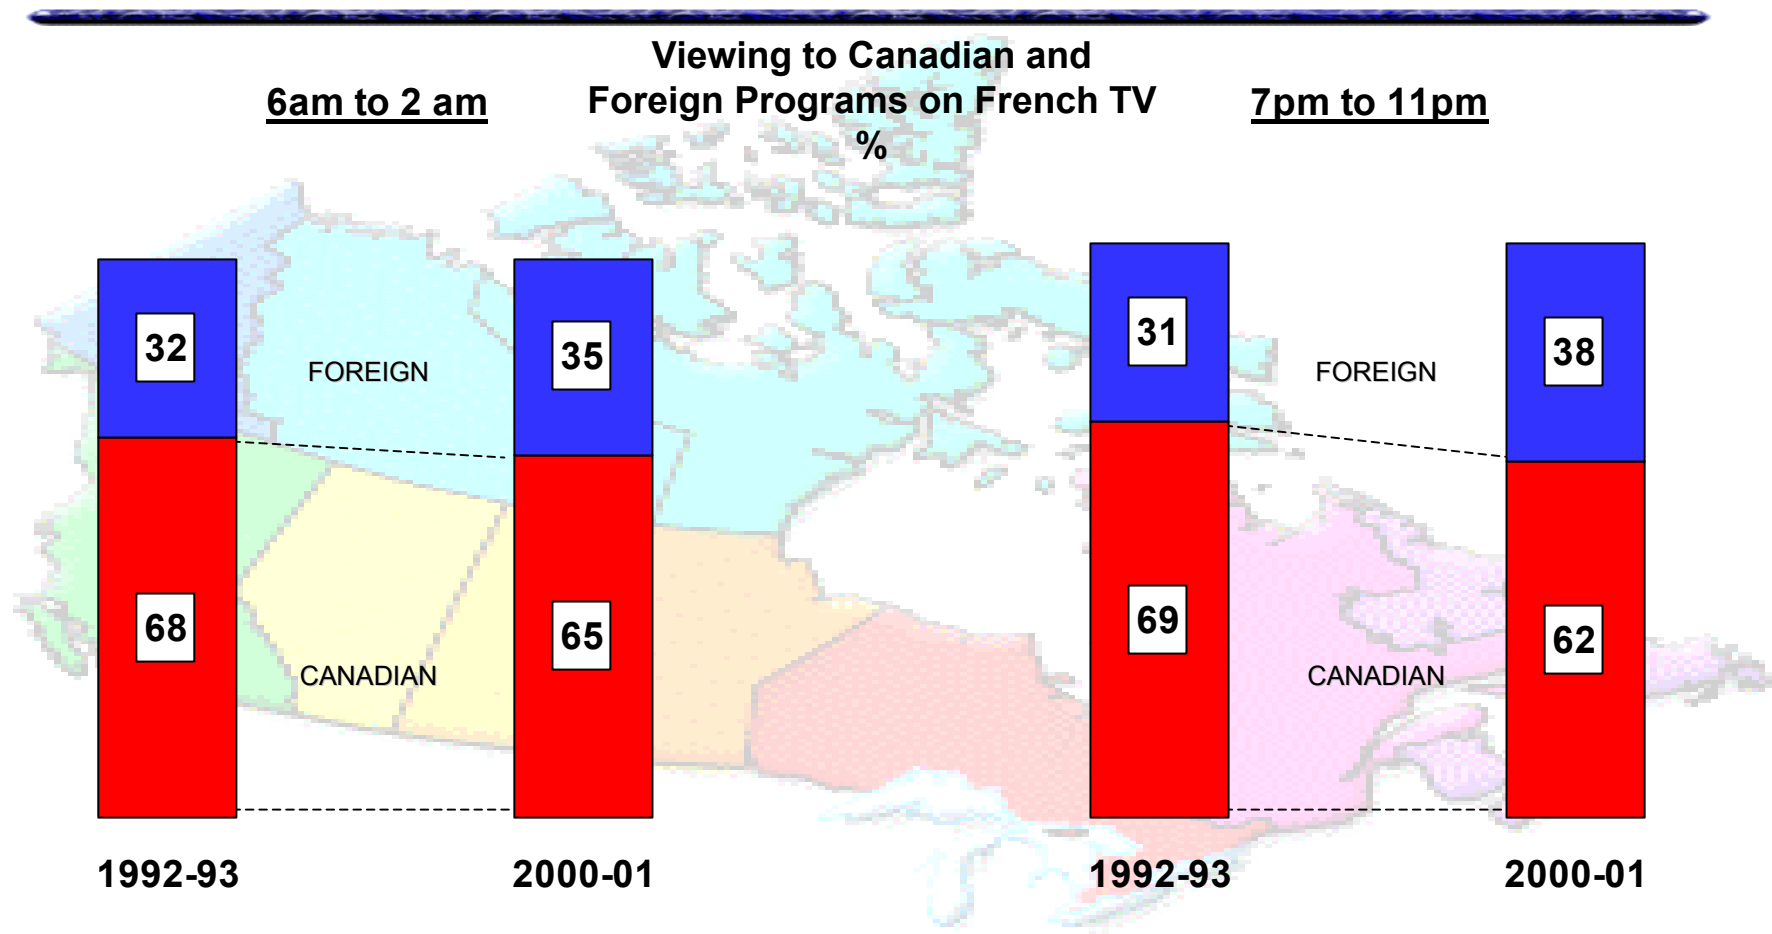 Viewing to Canadian and
Foreign Programs on French TV
%
6am to 2 am
7pm to 11pm
32
35
FOREIGN
68
65
CANADIAN
1992-93
2000-01
31
38
FOREIGN
69
62
CANADIAN
1992-93
2000-01